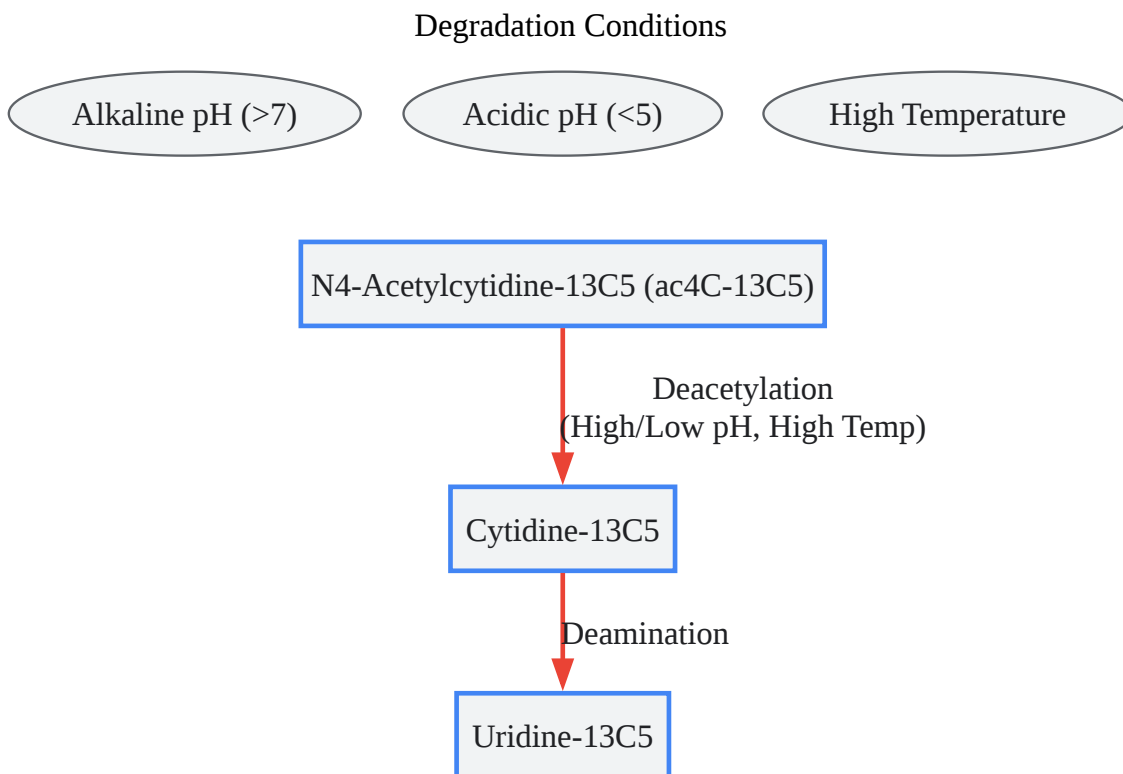 Degradation Conditions
Alkaline pH (>7)
Acidic pH (<5)
High Temperature
N4-Acetylcytidine-13C5 (ac4C-13C5)
Deacetylation
(High/Low pH, High Temp)
Cytidine-13C5
Deamination
Uridine-13C5